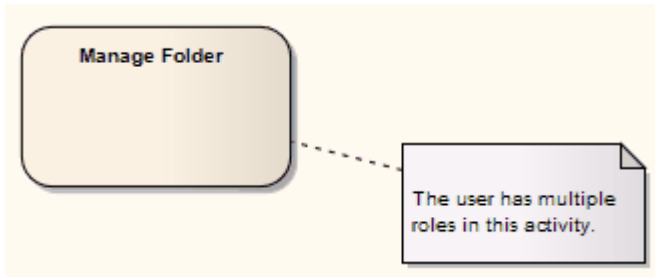 Manage Folder
The user has multiple
roles in this activity.